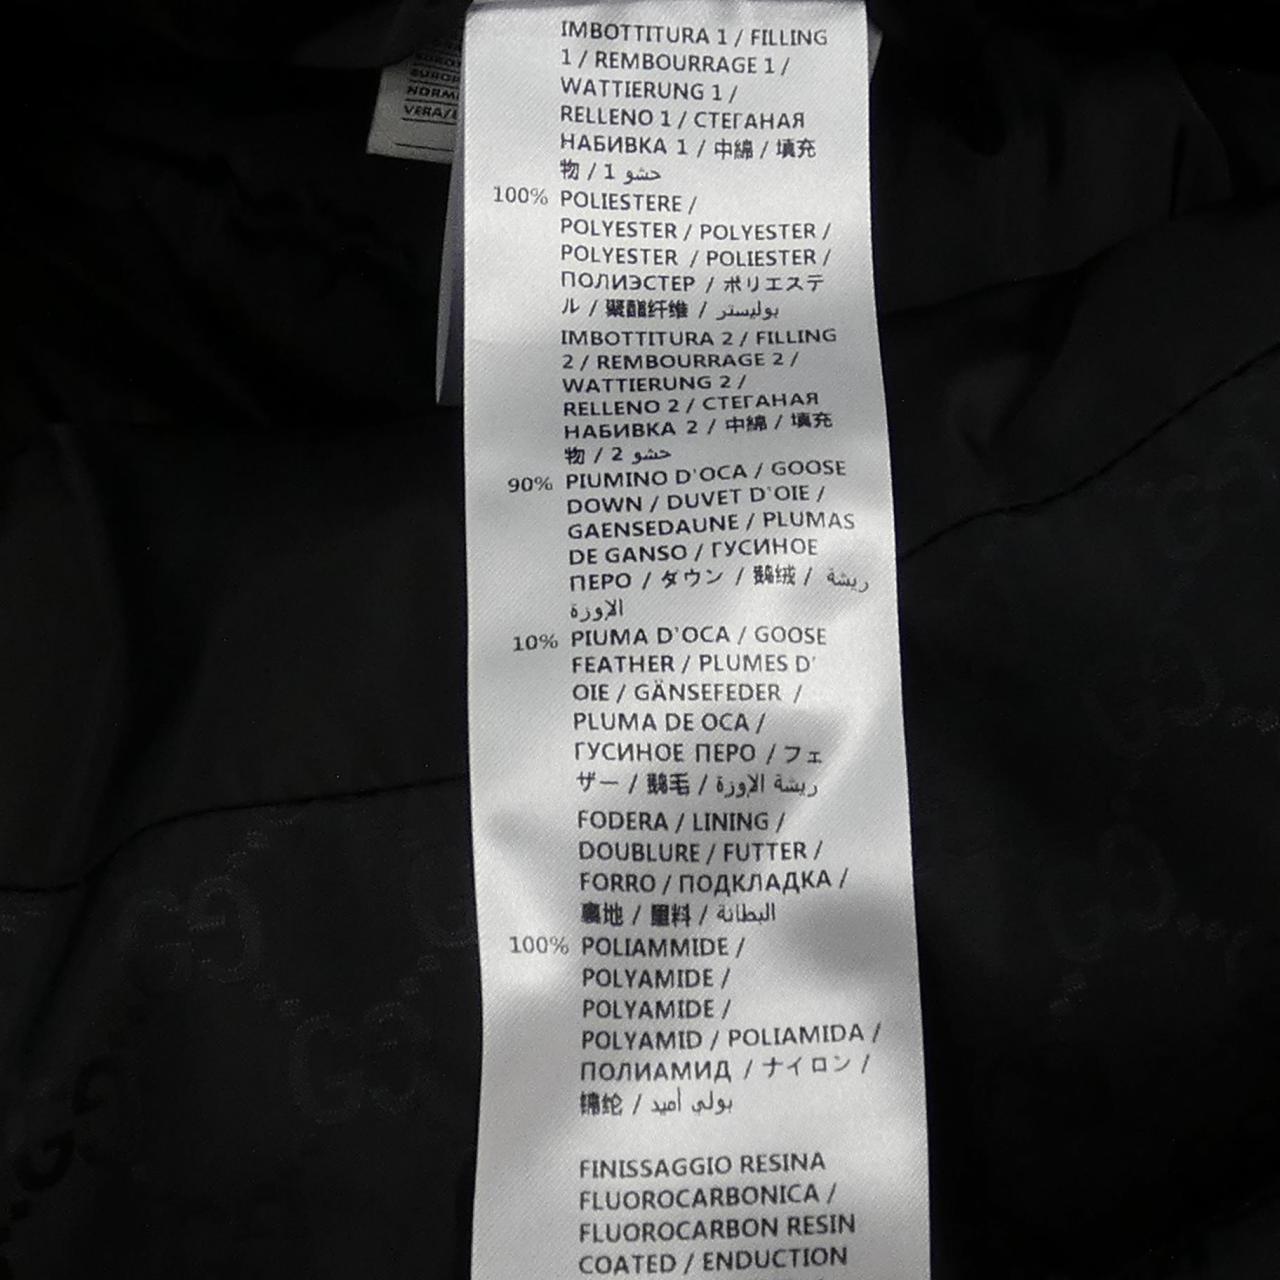 IMBOTTITURA 1 / FILLING
1 / REMBOURRAGE 1 /
WATTIERUNG 1 /
RELLENO 1 / СТЕГАНАЯ
НАБИВКА 1 / 中綿 / 填充
物 / 1 حشو
100% POLIESTERE /
POLYESTER / POLYESTER /
POLYESTER / POLIESTER /
ПОЛИЭСТЕР / ポリエステ
ル / 聚酯纤维 / بوليستر
IMBOTTITURA 2 / FILLING
2 / REMBOURRAGE 2 /
WATTIERUNG 2 /
RELLENO 2 / СТЕГАНАЯ
НАБИВКА 2 / 中綿 / 填充
物 / 2 حشو
90% PIUMINO D'OCA / GOOSE
DOWN / DUVET D'OIE /
GAENSEDAUNE / PLUMAS
DE GANSO / ГУСИНОЕ
ПЕРО / ダウン / 鹅绒 / ريشة
الإوزة
10% PIUMA D'OCA / GOOSE
FEATHER / PLUMES D'
OIE / GÄNSEFEDER /
PLUMA DE OCA /
ГУСИНОЕ ПЕРО / フェ
ザー / 鹅毛 / ريشة الإوزة
FODERA / LINING /
DOUBLURE / FUTTER /
FORRO / ПОДКЛАДКА /
裏地 / 里料 / البطانة
100% POLIAMMIDE /
POLYAMIDE /
POLYAMIDE /
POLYAMID / POLIAMIDA /
ПОЛИАМИД / ナイロン /
锦纶 / بولي أميد
FINISSAGGIO RESINA
FLUOROCARBONICA /
FLUOROCARBON RESIN
COATED / ENDUCTION